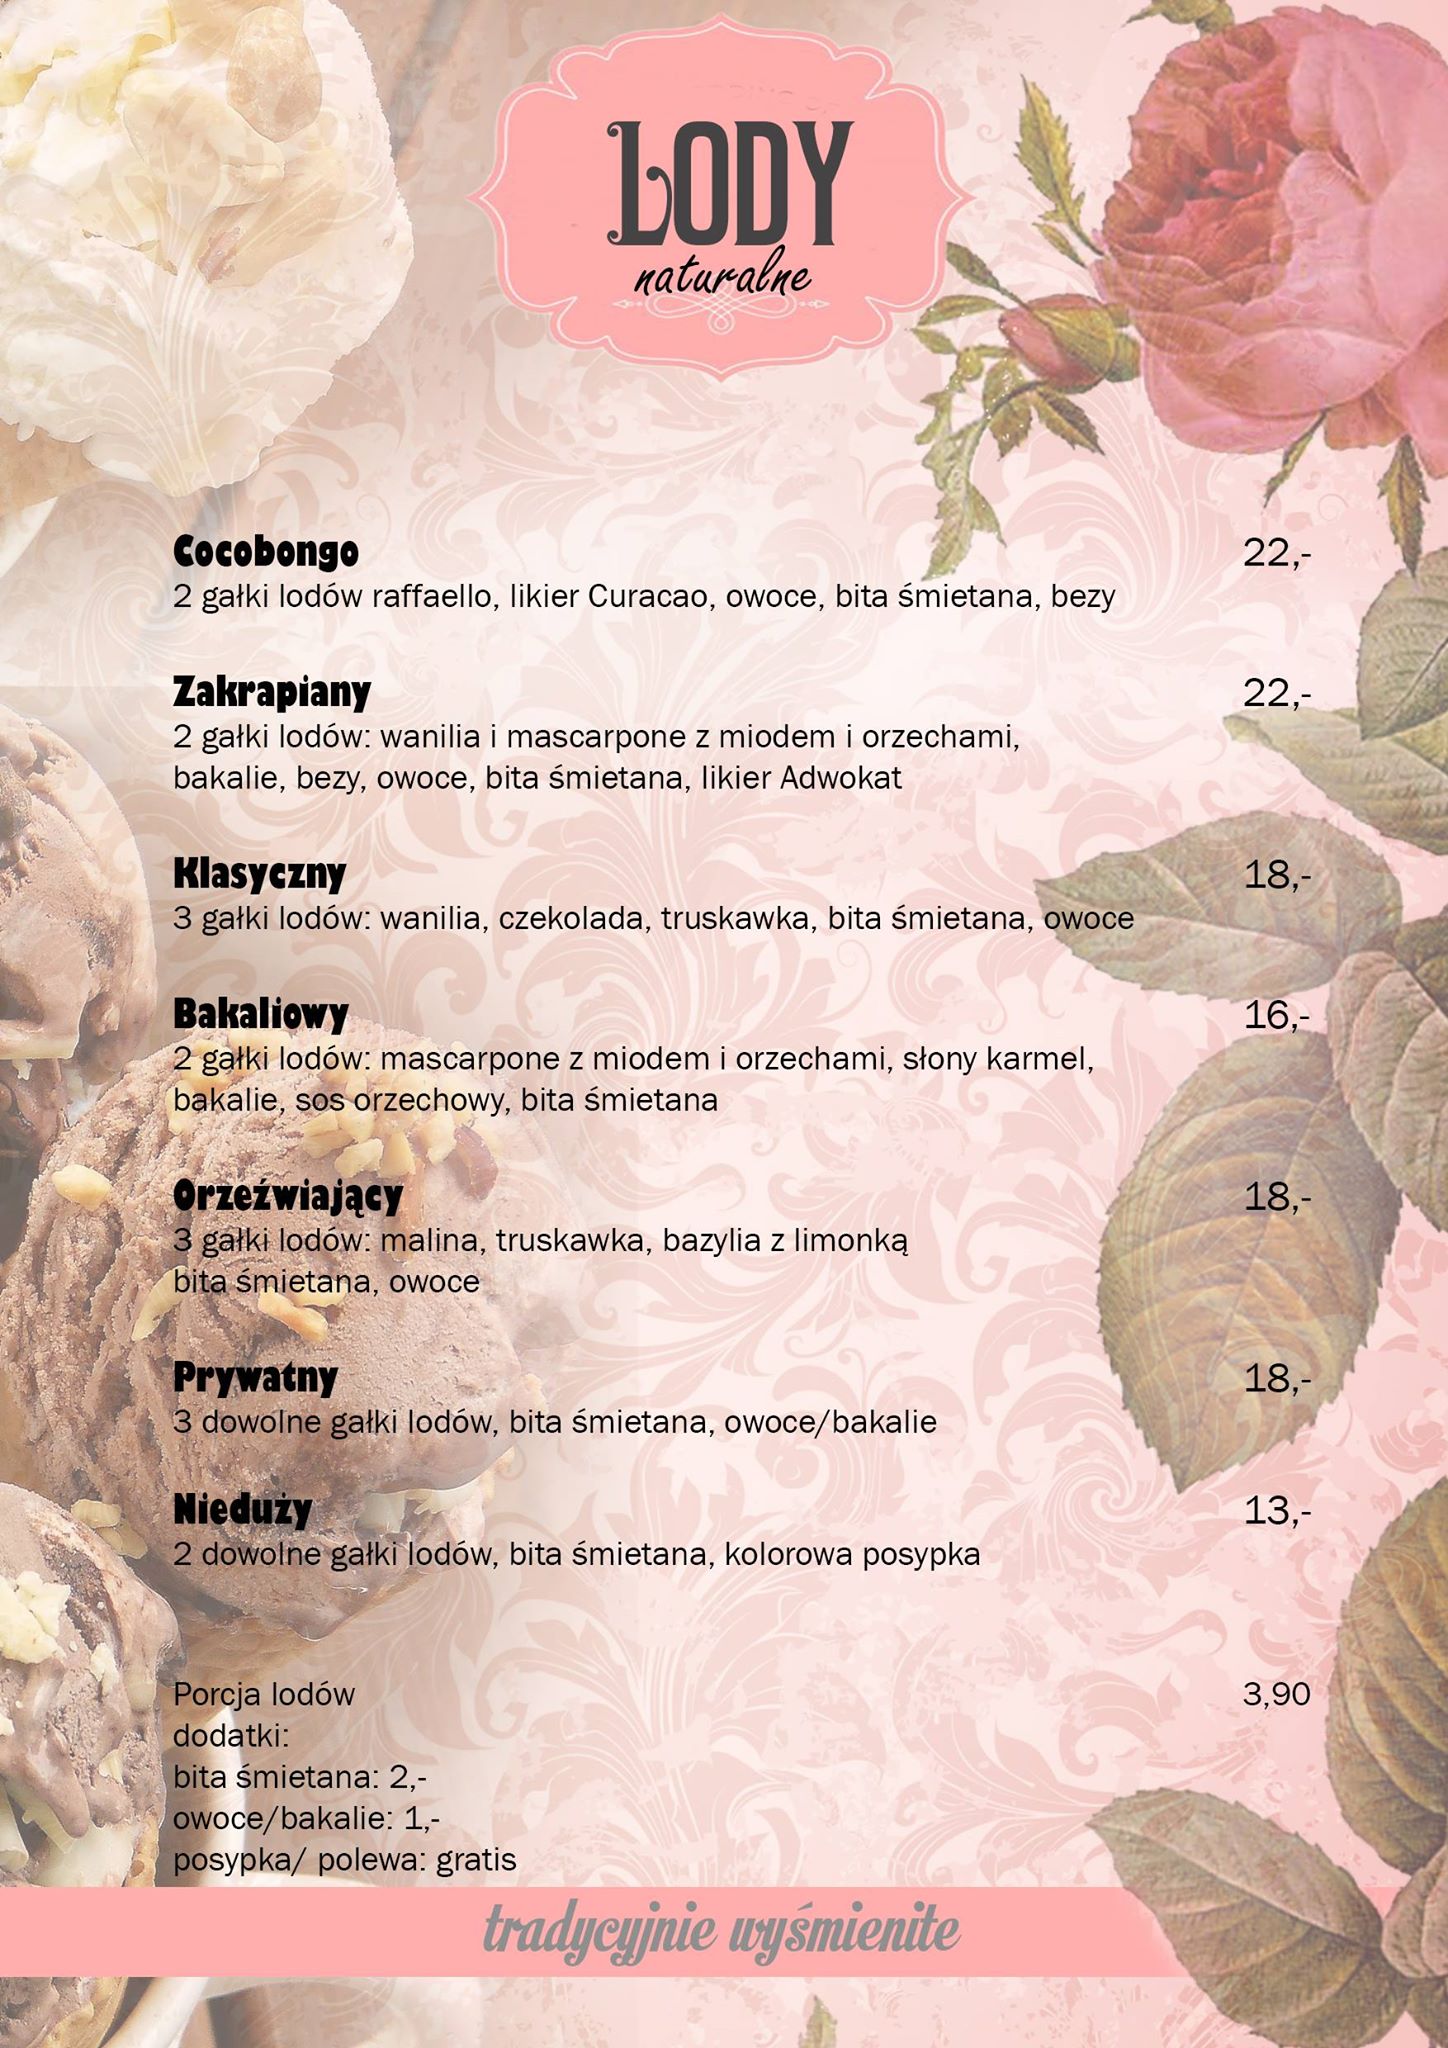 LODY
naturalne
Cocobongo 22,-
2 gałki lodów raffaello, likier Curacao, owoce, bita śmietana, bezy
Zakrapiany 22,-
2 gałki lodów: wanilia i mascarpone z miodem i orzechami,
bakalie, bezy, owoce, bita śmietana, likier Adwokat
Klasyczny 18,-
3 gałki lodów: wanilia, czekolada, truskawka, bita śmietana, owoce
Bakaliowy 16,-
2 gałki lodów: mascarpone z miodem i orzechami, słony karmel,
bakalie, sos orzechowy, bita śmietana
Orzeźwiający 18,-
3 gałki lodów: malina, truskawka, bazylia z limonką
bita śmietana, owoce
Prywatny 18,-
3 dowolne gałki lodów, bita śmietana, owoce/bakalie
Nieduży 13,-
2 dowolne gałki lodów, bita śmietana, kolorowa posypka
Porcja lodów 3,90
dodatki:
bita śmietana: 2,-
owoce/bakalie: 1,-
posypka/ polewa: gratis
tradycyjnie wyśmienite